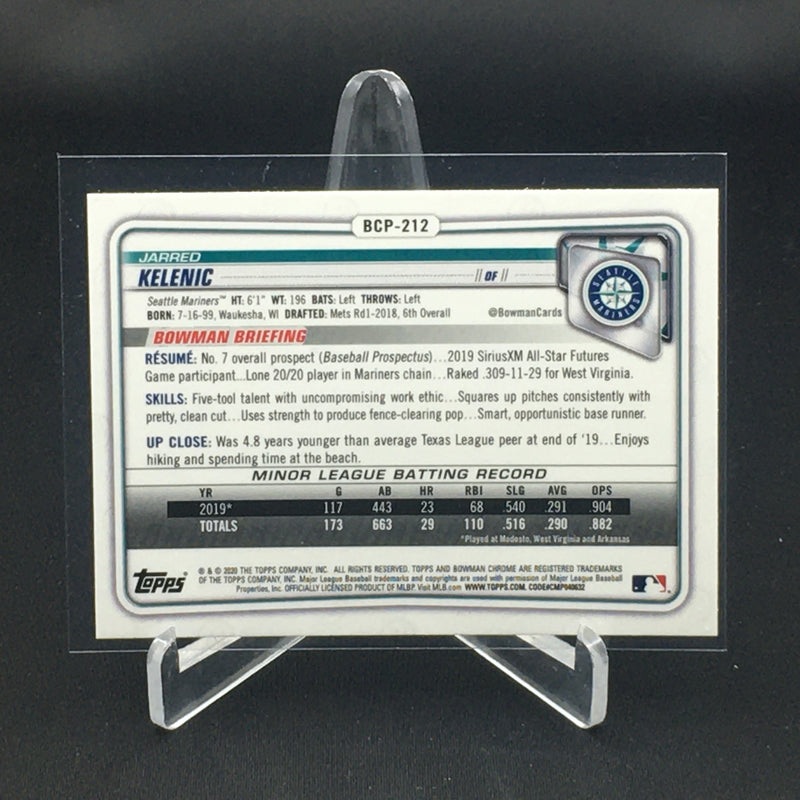 BCP-212
JARRED
KELENIC
// OF //
SEATTLE MARINERS
Seattle Mariners™ HT: 6'1" WT: 196 BATS: Left THROWS: Left
BORN: 7-16-99, Waukesha, WI DRAFTED: Mets Rd1-2018, 6th Overall
@BowmanCards
BOWMAN BRIEFING
RÉSUMÉ: No. 7 overall prospect (Baseball Prospectus)...2019 SiriusXM All-Star Futures
Game participant...Lone 20/20 player in Mariners chain...Raked .309-11-29 for West Virginia.
SKILLS: Five-tool talent with uncompromising work ethic...Squares up pitches consistently with
pretty, clean cut...Uses strength to produce fence-clearing pop...Smart, opportunistic base runner.
UP CLOSE: Was 4.8 years younger than average Texas League peer at end of '19...Enjoys
hiking and spending time at the beach.
MINOR LEAGUE BATTING RECORD
YR G AB HR RBI SLG AVG OPS
2019* 117 443 23 68 .540 .291 .904
TOTALS 173 663 29 110 .516 .290 .882
*Played at Modesto, West Virginia and Arkansas
Topps
® & © 2020 THE TOPPS COMPANY, INC. ALL RIGHTS RESERVED. TOPPS AND BOWMAN CHROME ARE REGISTERED TRADEMARKS
OF THE TOPPS COMPANY, INC. Major League Baseball trademarks and copyrights are used with permission of Major League Baseball
Properties, Inc. OFFICIALLY LICENSED PRODUCT OF MLBP. Visit MLB.com WWW.TOPPS.COM. CODE#CMP040632